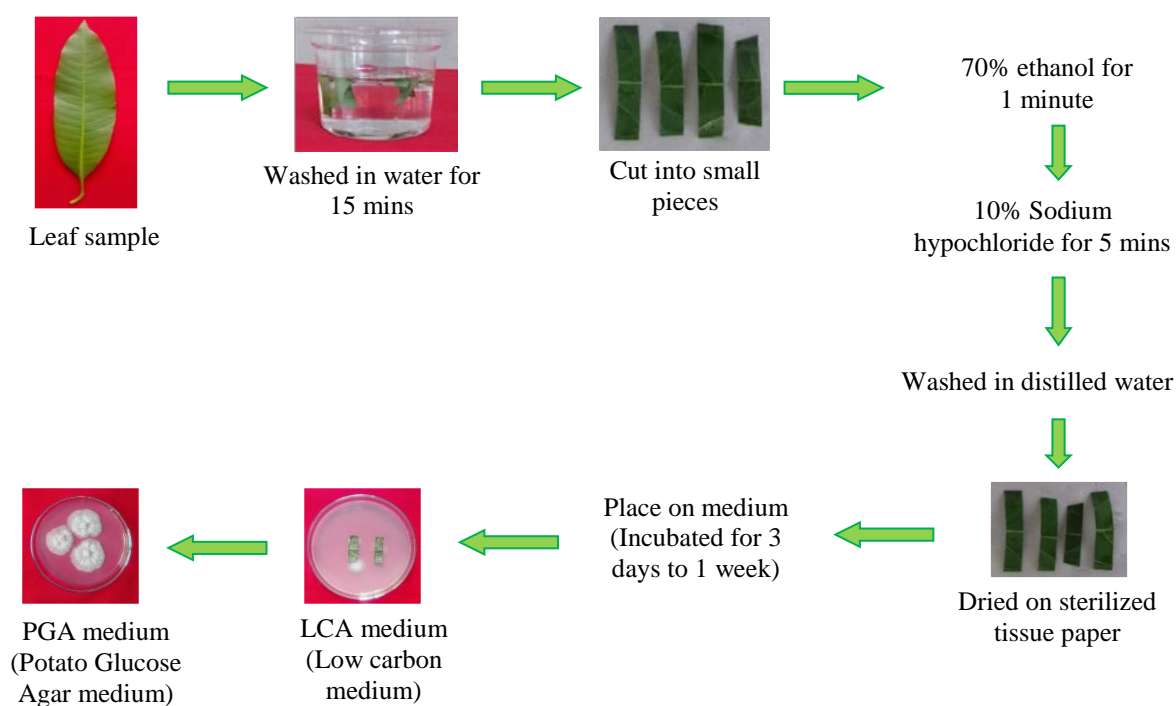 Leaf sample
Washed in water for
15 mins
Cut into small
pieces
70% ethanol for
1 minute
10% Sodium
hypochloride for 5 mins
Washed in distilled water
Dried on sterilized
tissue paper
Place on medium
(Incubated for 3
days to 1 week)
LCA medium
(Low carbon
medium)
PGA medium
(Potato Glucose
Agar medium)